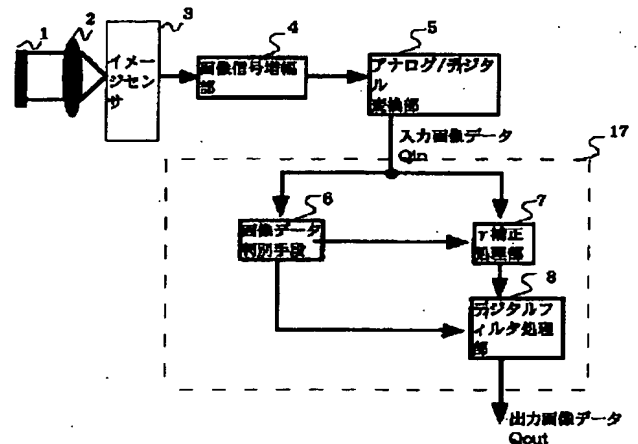 1
2
3
イメー
ジセン
サ
4
画像信号増幅
部
5
アナログ/ディジタ
ル
変換部
入力画像データ
Qin
17
6
画像データ
判別手段
7
γ補正
処理部
8
ディジタルフ
ィルタ処理
部
出力画像データ
Qout